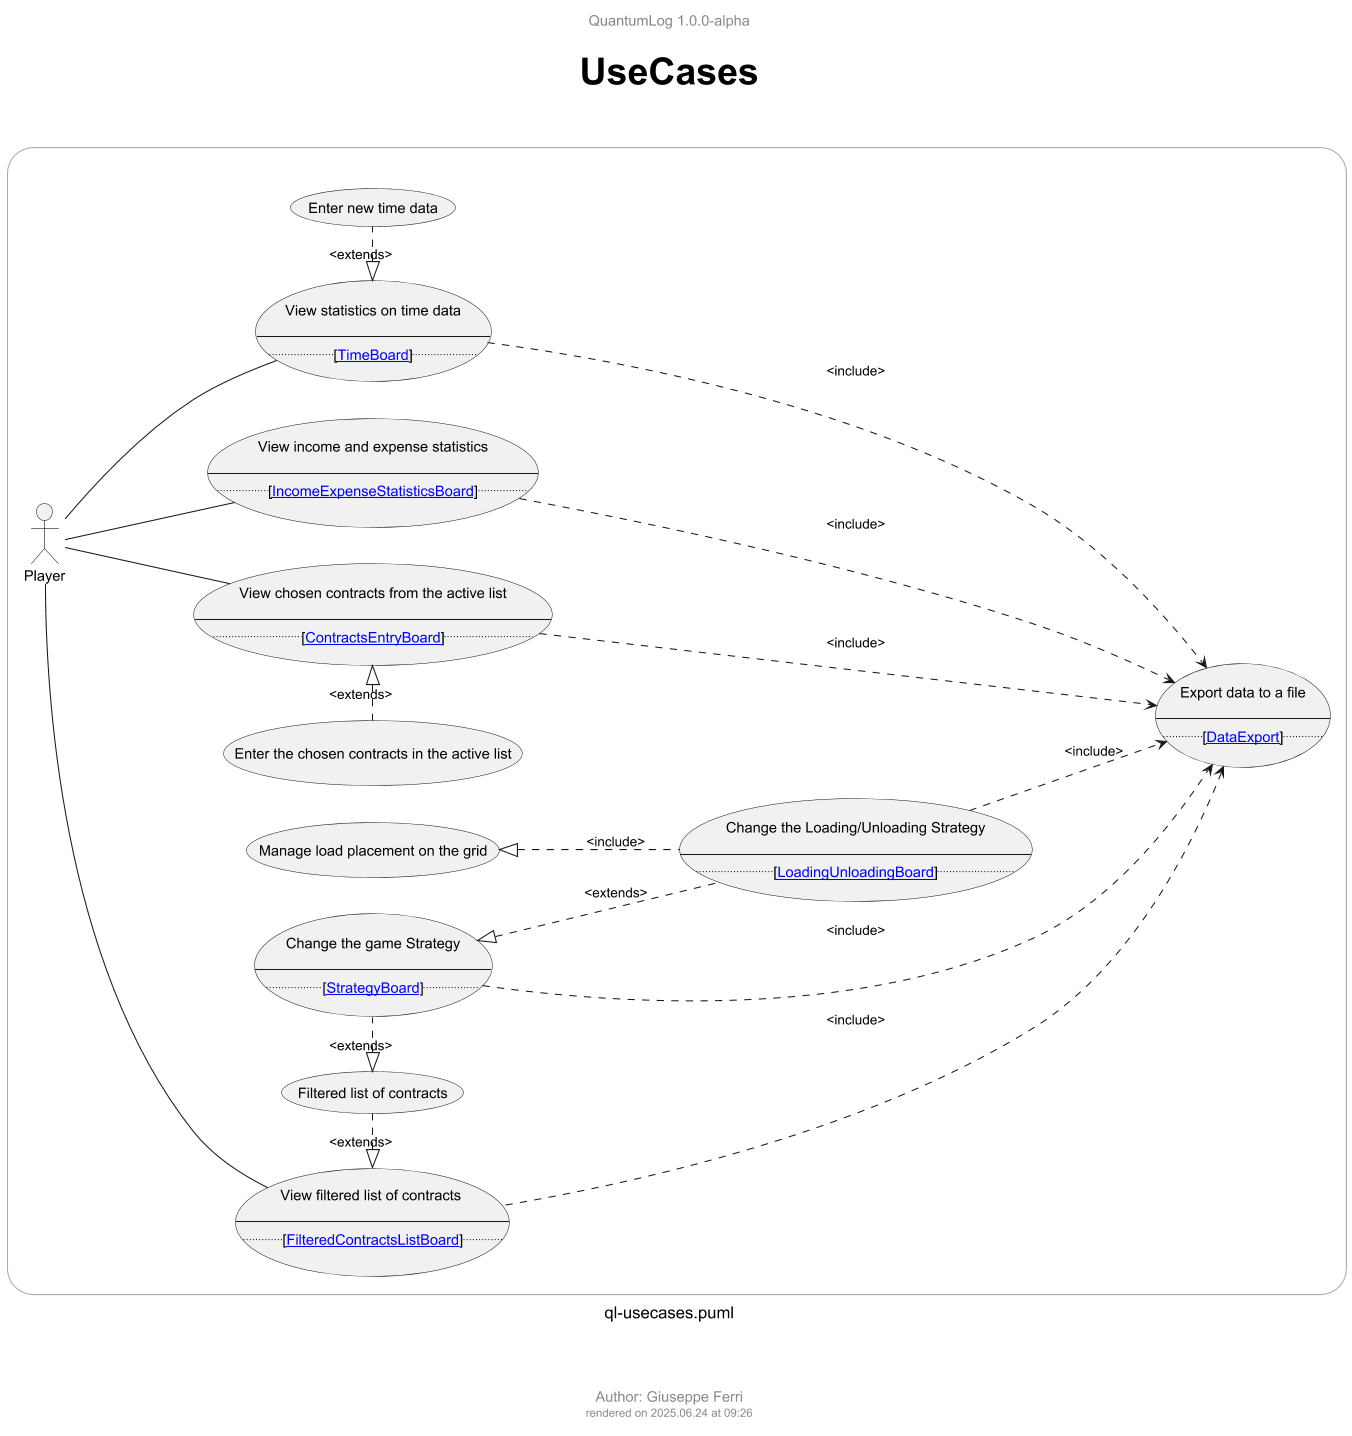 QuantumLog 1.0.0-alpha
UseCases
Enter new time data
<extends>
View statistics on time data
[TimeBoard]
<include>
View income and expense statistics
[IncomeExpenseStatisticsBoard]
<include>
Player
View chosen contracts from the active list
[ContractsEntryBoard]
<include>
<extends>
Enter the chosen contracts in the active list
Export data to a file
[DataExport]
<include>
Manage load placement on the grid
<include>
Change the Loading/Unloading Strategy
[LoadingUnloadingBoard]
<extends>
Change the game Strategy
[StrategyBoard]
<include>
<extends>
<include>
Filtered list of contracts
<extends>
View filtered list of contracts
[FilteredContractsListBoard]
ql-usecases.puml
Author: Giuseppe Ferri
rendered on 2025.06.24 at 09:26